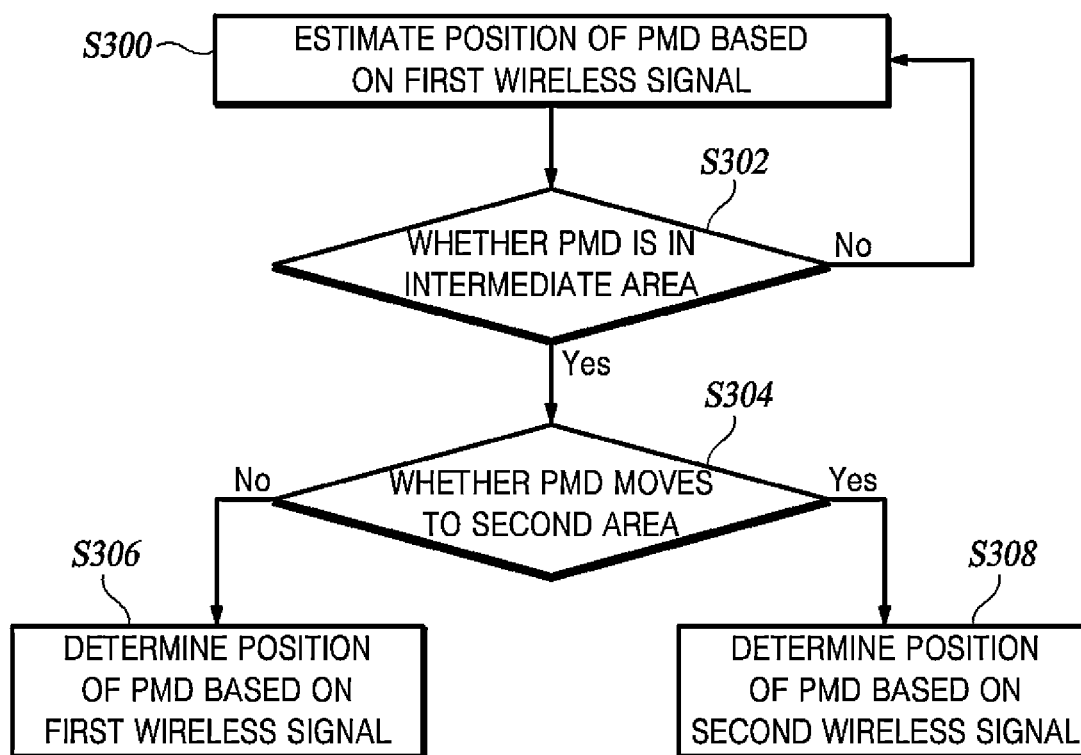 S300
ESTIMATE POSITION OF PMD BASED
ON FIRST WIRELESS SIGNAL
S302
WHETHER PMD IS IN
INTERMEDIATE AREA
No
Yes
S304
No
WHETHER PMD MOVES
TO SECOND AREA
Yes
S306
DETERMINE POSITION
OF PMD BASED ON
FIRST WIRELESS SIGNAL
S308
DETERMINE POSITION
OF PMD BASED ON
SECOND WIRELESS SIGNAL